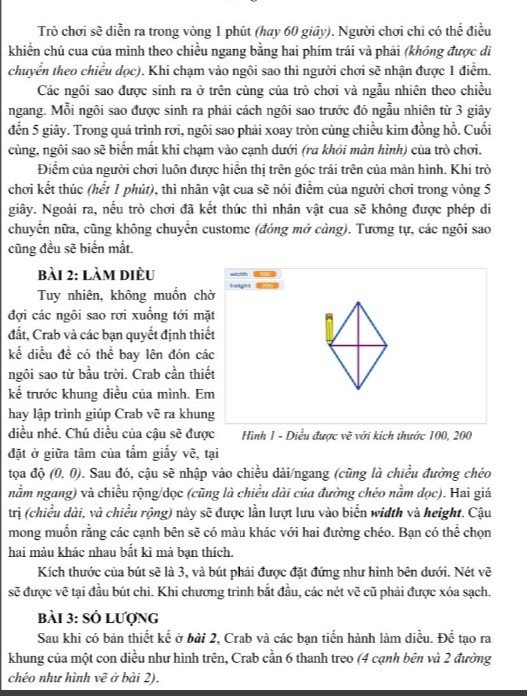 Trò chơi sẽ diễn ra trong vòng 1 phút (hay 60 giây). Người chơi chỉ có thể điều
khiển chú cua của mình theo chiều ngang bằng hai phím trái và phải (không được di
chuyển theo chiều dọc). Khi chạm vào ngôi sao thì người chơi sẽ nhận được 1 điểm.
Các ngôi sao được sinh ra ở trên cùng của trò chơi và ngẫu nhiên theo chiều
ngang. Mỗi ngôi sao được sinh ra phải cách ngôi sao trước đó ngẫu nhiên từ 3 giây
đến 5 giây. Trong quá trình rơi, ngôi sao phải xoay tròn cùng chiều kim đồng hồ. Cuối
cùng, ngôi sao sẽ biến mất khi chạm vào cạnh dưới (ra khỏi màn hình) của trò chơi.
Điểm của người chơi luôn được hiển thị trên góc trái trên của màn hình. Khi trò
chơi kết thúc (hết 1 phút), thì nhân vật cua sẽ nói điểm của người chơi trong vòng 5
giây. Ngoài ra, nếu trò chơi đã kết thúc thì nhân vật cua sẽ không được phép di
chuyển nữa, cũng không chuyển custome (đóng mở càng). Tương tự, các ngôi sao
cũng đều sẽ biến mất.
BÀI 2: LÀM DIỀU
Tuy nhiên, không muốn chờ
đợi các ngôi sao rơi xuống tới mặt
đất, Crab và các bạn quyết định thiết
kế diều để có thể bay lên đón các
ngôi sao từ bầu trời. Crab cần thiết
kế trước khung diều của mình. Em
hay lập trình giúp Crab vẽ ra khung
diều nhé. Chú diều của cậu sẽ được
đặt ở giữa tâm của tấm giấy vẽ, tại
width 100
height 200
Hình 1 - Diều được vẽ với kích thước 100, 200
tọa độ (0, 0). Sau đó, cậu sẽ nhập vào chiều dài/ngang (cũng là chiều đường chéo
nằm ngang) và chiều rộng/dọc (cũng là chiều dài của đường chéo nằm dọc). Hai giá
trị (chiều dài, và chiều rộng) này sẽ được lần lượt lưu vào biến width và height. Cậu
mong muốn rằng các cạnh bên sẽ có màu khác với hai đường chéo. Bạn có thể chọn
hai màu khác nhau bất kì mà bạn thích.
Kích thước của bút sẽ là 3, và bút phải được đặt đứng như hình bên dưới. Nét vẽ
sẽ được vẽ tại đầu bút chì. Khi chương trình bắt đầu, các nét vẽ cũ phải được xóa sạch.
BÀI 3: SỐ LƯỢNG
Sau khi có bản thiết kế ở bài 2, Crab và các bạn tiến hành làm diều. Để tạo ra
khung của một con diều như hình trên, Crab cần 6 thanh treo (4 cạnh bên và 2 đường
chéo như hình vẽ ở bài 2).